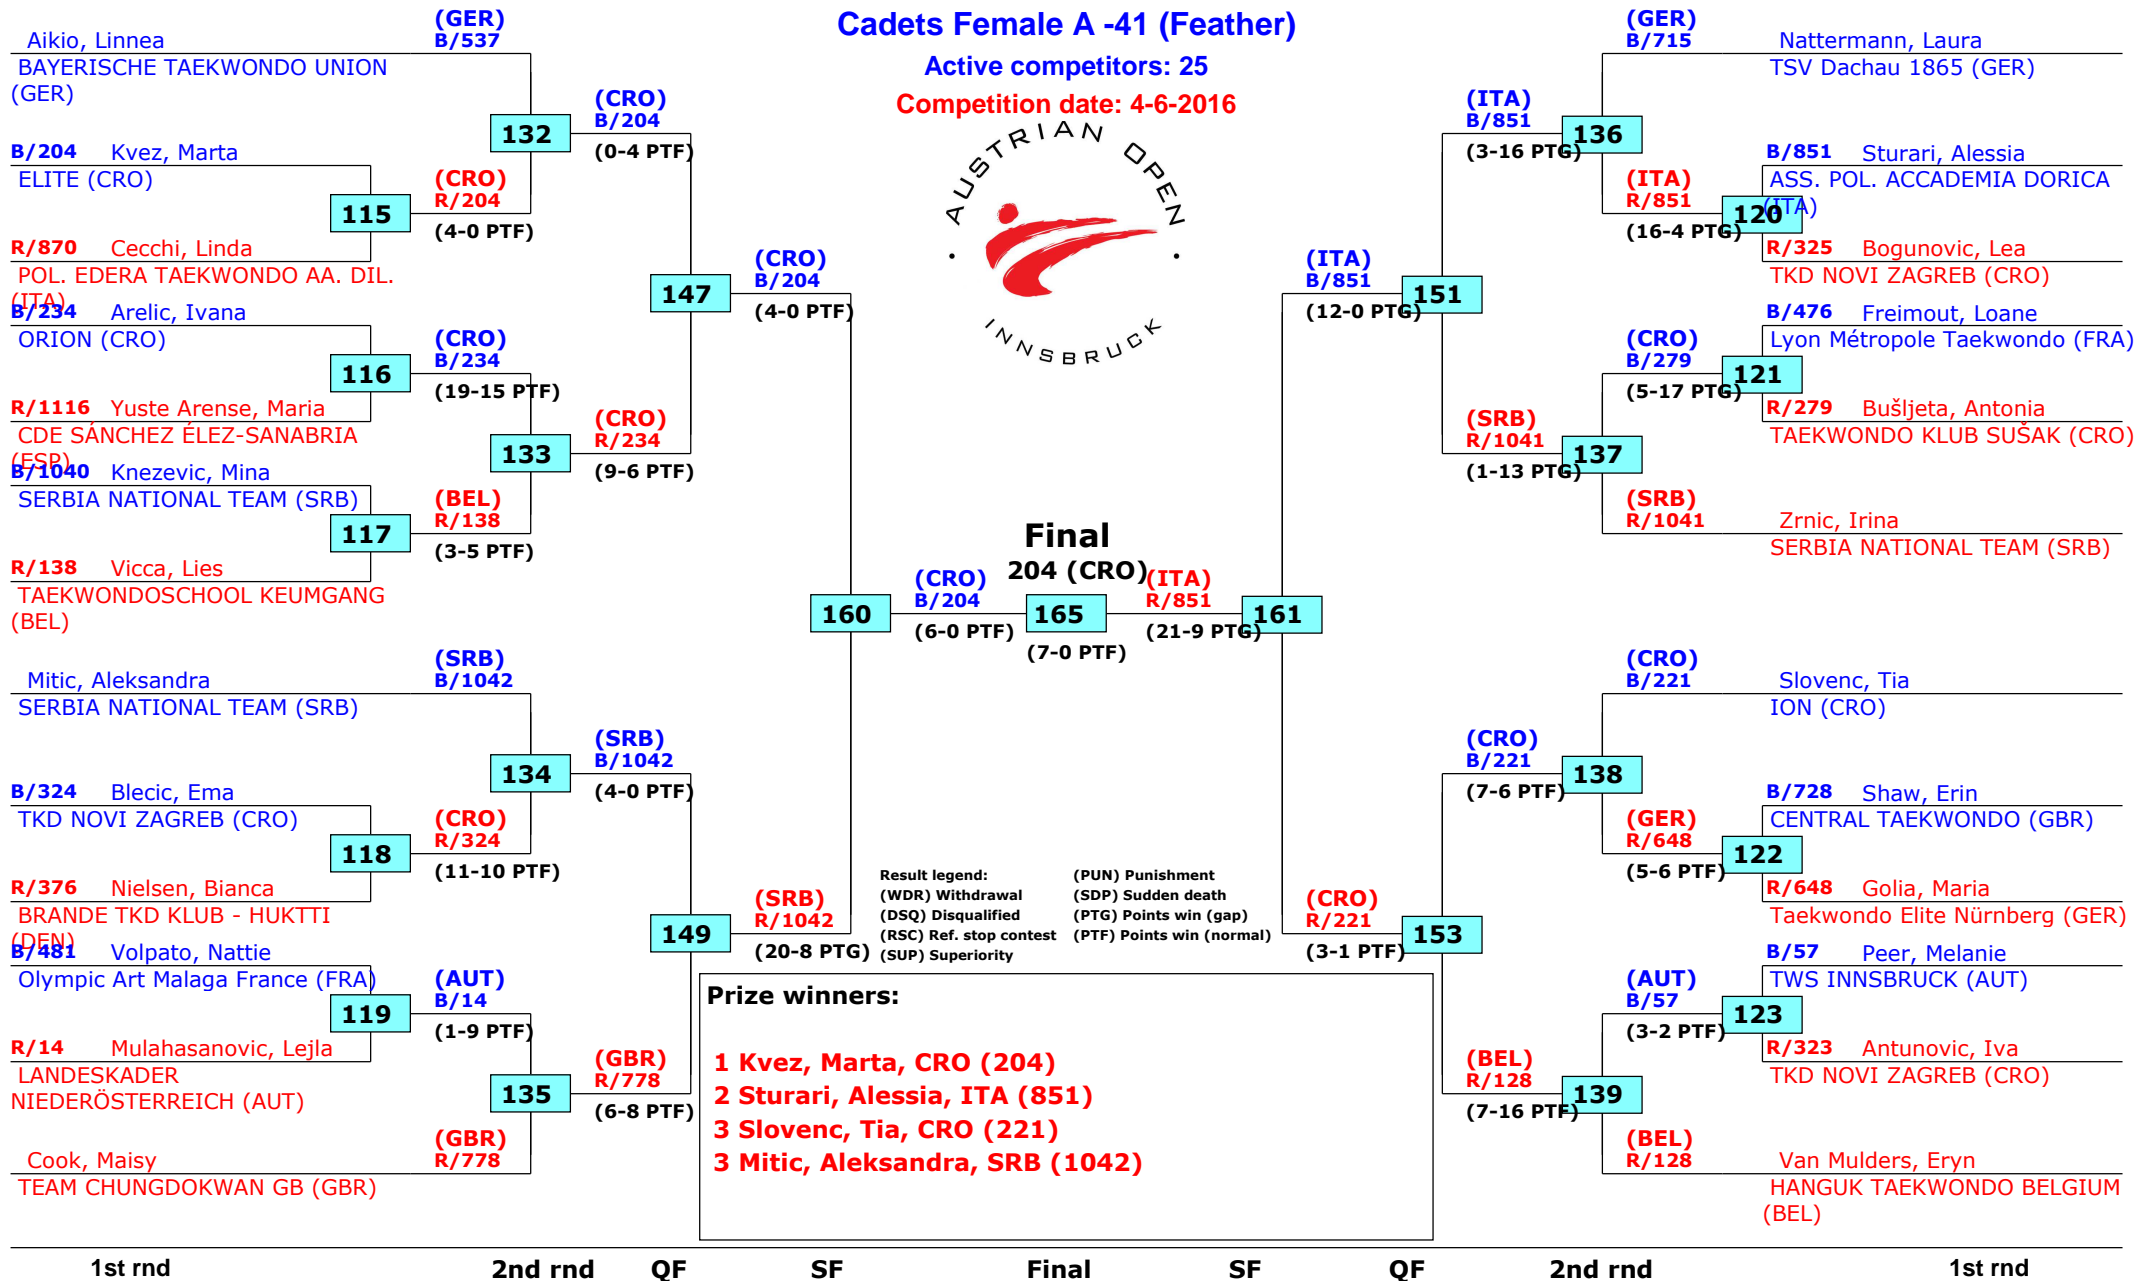 Cadets Female A -41 (Feather)
Active competitors: 25
Competition date: 4-6-2016
AUSTRIAN OPEN
· ·
INNSBRUCK
(GER)
Aikio, Linnea B/537
BAYERISCHE TAEKWONDO UNION
(GER)
132
(CRO)
B/204
(0-4 PTF)
B/204 Kvez, Marta
ELITE (CRO)
115
(CRO)
R/204
(4-0 PTF)
R/870 Cecchi, Linda
POL. EDERA TAEKWONDO AA. DIL.
(ITA)
147
(CRO)
B/204
(4-0 PTF)
B/234 Arelic, Ivana
ORION (CRO)
116
(CRO)
B/234
(19-15 PTF)
R/1116 Yuste Arense, Maria
CDE SÁNCHEZ ÉLEZ-SANABRIA
(ESP)
133
(CRO)
R/234
(9-6 PTF)
B/1040 Knezevic, Mina
SERBIA NATIONAL TEAM (SRB)
117
(BEL)
R/138
(3-5 PTF)
R/138 Vicca, Lies
TAEKWONDOSCHOOL KEUMGANG
(BEL)
160
(CRO)
B/204
(6-0 PTF)
Final
204 (CRO)
165
(7-0 PTF)
(ITA)
R/851
(21-9 PTG)
161
(SRB)
Mitic, Aleksandra B/1042
SERBIA NATIONAL TEAM (SRB)
134
(SRB)
B/1042
(4-0 PTF)
B/324 Blecic, Ema
TKD NOVI ZAGREB (CRO)
118
(CRO)
R/324
(11-10 PTF)
R/376 Nielsen, Bianca
BRANDE TKD KLUB - HUKTTI
(DEN)
149
(SRB)
R/1042
(20-8 PTG)
B/481 Volpato, Nattie
Olympic Art Malaga France (FRA)
119
(AUT)
B/14
(1-9 PTF)
R/14 Mulahasanovic, Lejla
LANDESKADER
NIEDERÖSTERREICH (AUT)
135
(GBR)
R/778
(6-8 PTF)
(GBR)
Cook, Maisy R/778
TEAM CHUNGDOKWAN GB (GBR)
(GER)
B/715 Nattermann, Laura
TSV Dachau 1865 (GER)
(ITA)
B/851
(3-16 PTG)
136
B/851 Sturari, Alessia
ASS. POL. ACCADEMIA DORICA
(ITA)
(ITA)
R/851
(16-4 PTG)
120
R/325 Bogunovic, Lea
TKD NOVI ZAGREB (CRO)
(ITA)
B/851
(12-0 PTG)
151
B/476 Freimout, Loane
Lyon Métropole Taekwondo (FRA)
(CRO)
B/279
(5-17 PTG)
121
R/279 Bušljeta, Antonia
TAEKWONDO KLUB SUŠAK (CRO)
(SRB)
R/1041
(1-13 PTG)
137
(SRB)
R/1041 Zrnic, Irina
SERBIA NATIONAL TEAM (SRB)
(CRO)
B/221 Slovenc, Tia
ION (CRO)
(CRO)
B/221
(7-6 PTF)
138
B/728 Shaw, Erin
CENTRAL TAEKWONDO (GBR)
(GER)
R/648
(5-6 PTF)
122
R/648 Golia, Maria
Taekwondo Elite Nürnberg (GER)
(CRO)
R/221
(3-1 PTF)
153
B/57 Peer, Melanie
TWS INNSBRUCK (AUT)
(AUT)
B/57
(3-2 PTF)
123
R/323 Antunovic, Iva
TKD NOVI ZAGREB (CRO)
(BEL)
R/128
(7-16 PTF)
139
(BEL)
R/128 Van Mulders, Eryn
HANGUK TAEKWONDO BELGIUM
(BEL)
Result legend: (PUN) Punishment
(WDR) Withdrawal (SDP) Sudden death
(DSQ) Disqualified (PTG) Points win (gap)
(RSC) Ref. stop contest (PTF) Points win (normal)
(SUP) Superiority
Prize winners:
1 Kvez, Marta, CRO (204)
2 Sturari, Alessia, ITA (851)
3 Slovenc, Tia, CRO (221)
3 Mitic, Aleksandra, SRB (1042)
1st rnd 2nd rnd QF SF Final SF QF 2nd rnd 1st rnd